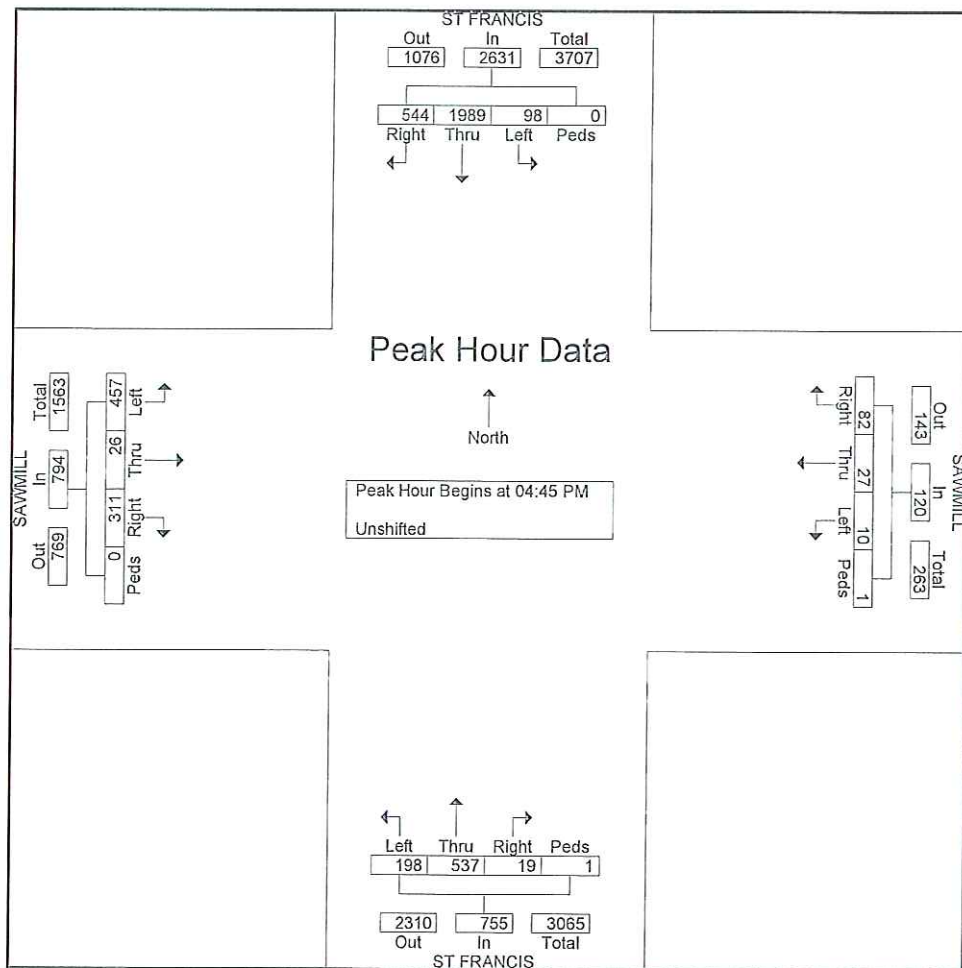 ST FRANCIS
Out In Total
1076 2631 3707
544 1989 98 0
Right Thru Left Peds
Peak Hour Data
North
Peak Hour Begins at 04:45 PM
Unshifted
SAWMILL
Out In Total
769 794 1563
Left Thru Right Peds
457 26 311 0
Right Thru Left Peds
82 27 10 1
Out In Total
143 120 263
SAWMILL
Left Thru Right Peds
198 537 19 1
2310 755 3065
Out In Total
ST FRANCIS